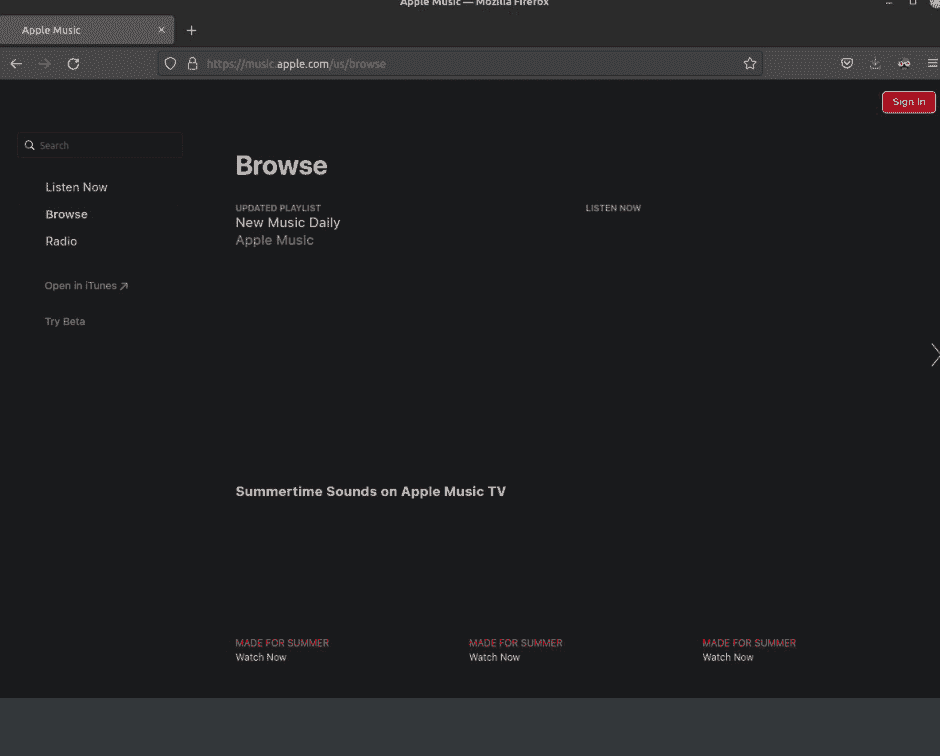 Apple Music — Mozilla Firefox
Apple Music
https://music.apple.com/us/browse
Sign In
Search
Listen Now
Browse
Radio
Open in iTunes
Try Beta
Browse
UPDATED PLAYLIST
New Music Daily
Apple Music
LISTEN NOW
Summertime Sounds on Apple Music TV
MADE FOR SUMMER
Watch Now
MADE FOR SUMMER
Watch Now
MADE FOR SUMMER
Watch Now